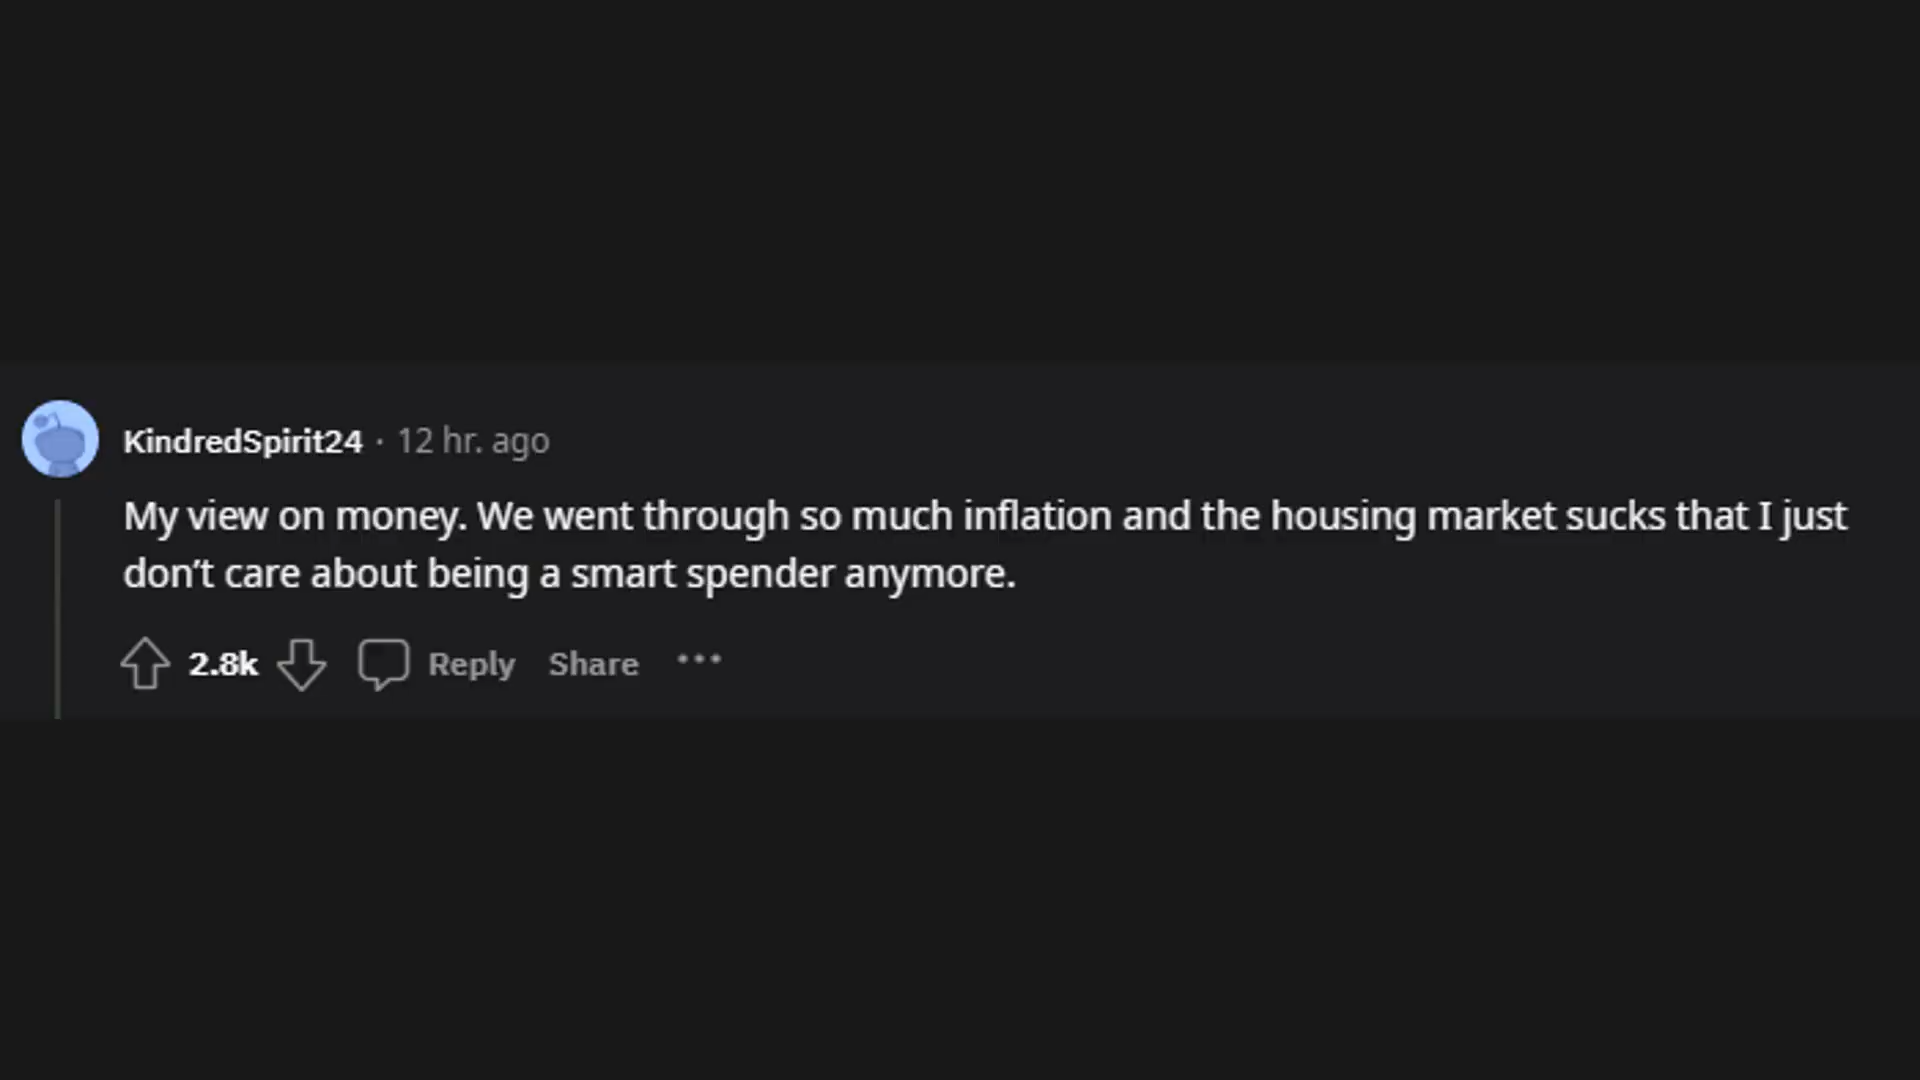 KindredSpirit24 · 12 hr. ago
My view on money. We went through so much inflation and the housing market sucks that I just
don’t care about being a smart spender anymore.
2.8k Reply Share ···